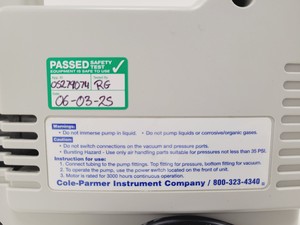 PASSED SAFETY TEST
EQUIPMENT IS SAFE TO USE ✓
05279074 RG
06-03-25
Warnings:
• Do not immerse pump in liquid. • Do not pump liquids or corrosive/organic gases.
Cautions:
• Do not switch connections on the vacuum and pressure ports.
• Bursting Hazard - Use only air handling parts suitable for pressures not less than 35 PSI.
Instruction for use:
1. Connect tubing to the pump fittings. Top fitting for pressure, bottom fitting for vacuum.
2. To operate the pump, use the power switch located on the front.
3. Motor is rated for 8000 hours continuous operation.
Cole-Parmer Instrument Company / 800-323-4340